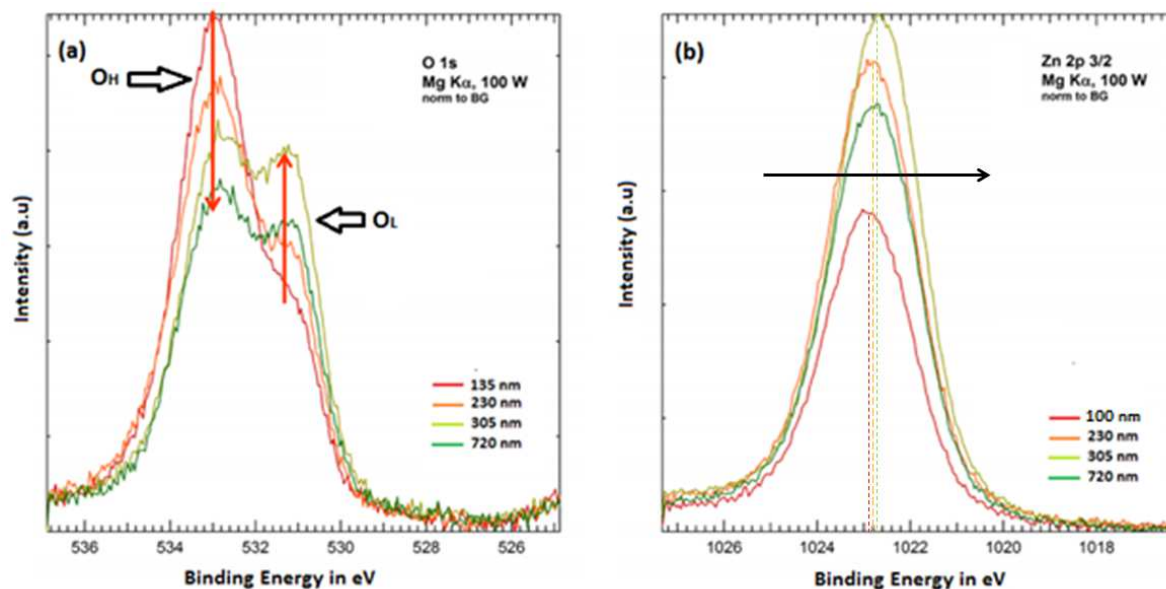 (a)
O 1s
Mg Kα, 100 W
norm to BG
OH
OL
135 nm
230 nm
305 nm
720 nm
Intensity (a.u)
536 534 532 530 528 526
Binding Energy in eV
(b)
Zn 2p 3/2
Mg Kα, 100 W
norm to BG
100 nm
230 nm
305 nm
720 nm
Intensity (a.u)
1026 1024 1022 1020 1018
Binding Energy in eV